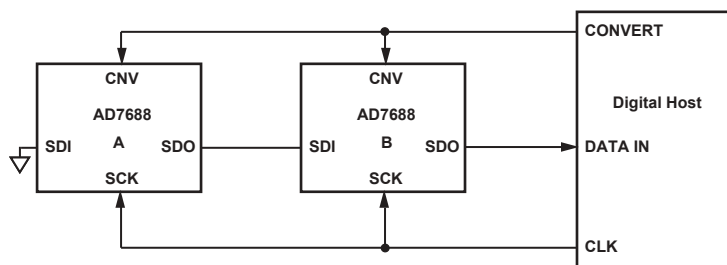 CONVERT
CNV
CNV
AD7688
AD7688
Digital Host
SDI
A
SDO
SDI
B
SDO
DATA IN
SCK
SCK
CLK